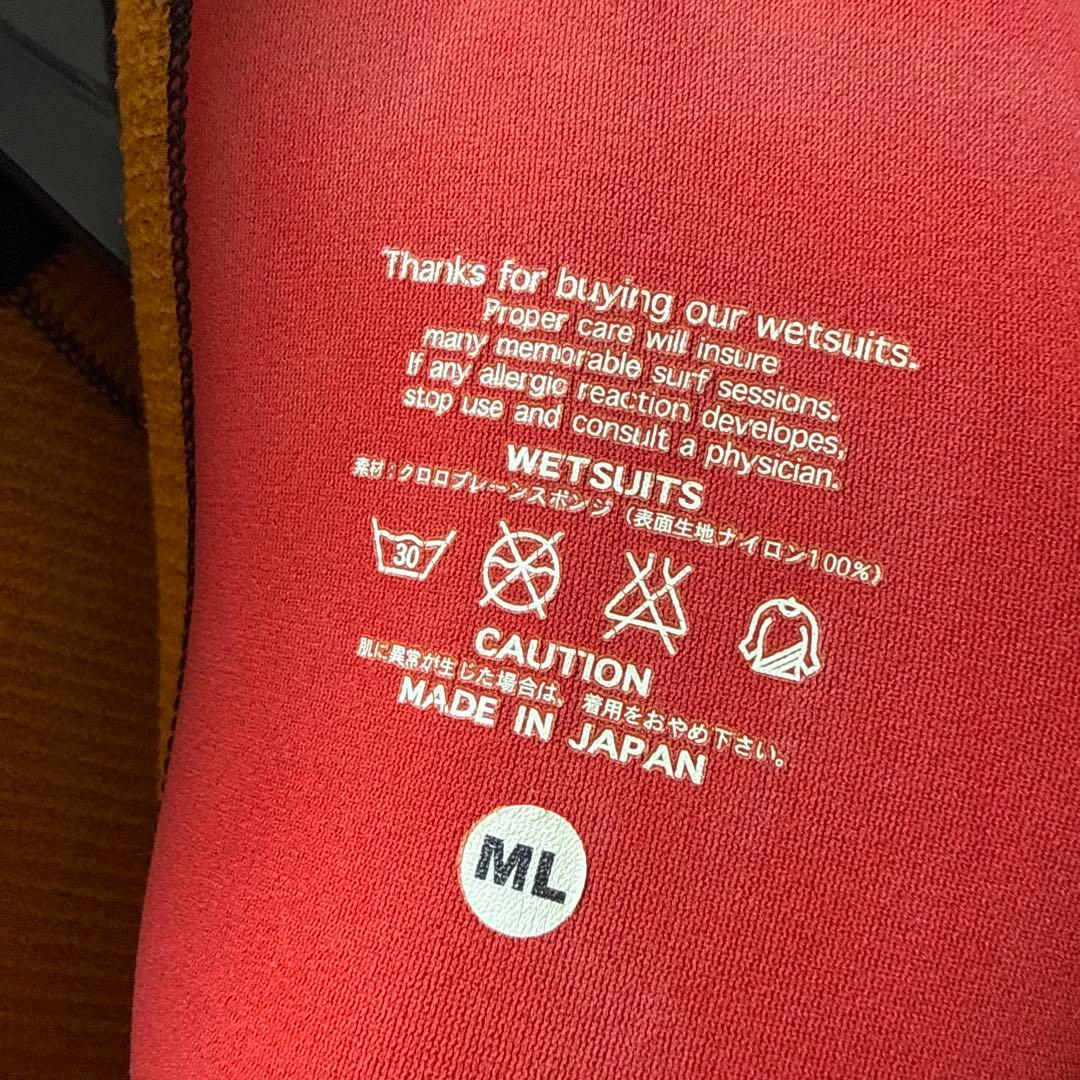 Thanks for buying our wetsuits.
Proper care will insure
many memorable surf sessions.
If any allergic reaction developes,
stop use and consult a physician.
WETSUITS
素材:クロロプレーンスポンジ(表面生地ナイロン100%)
30
CAUTION
肌に異常が生じた場合は、着用をおやめ下さい。
MADE IN JAPAN
ML